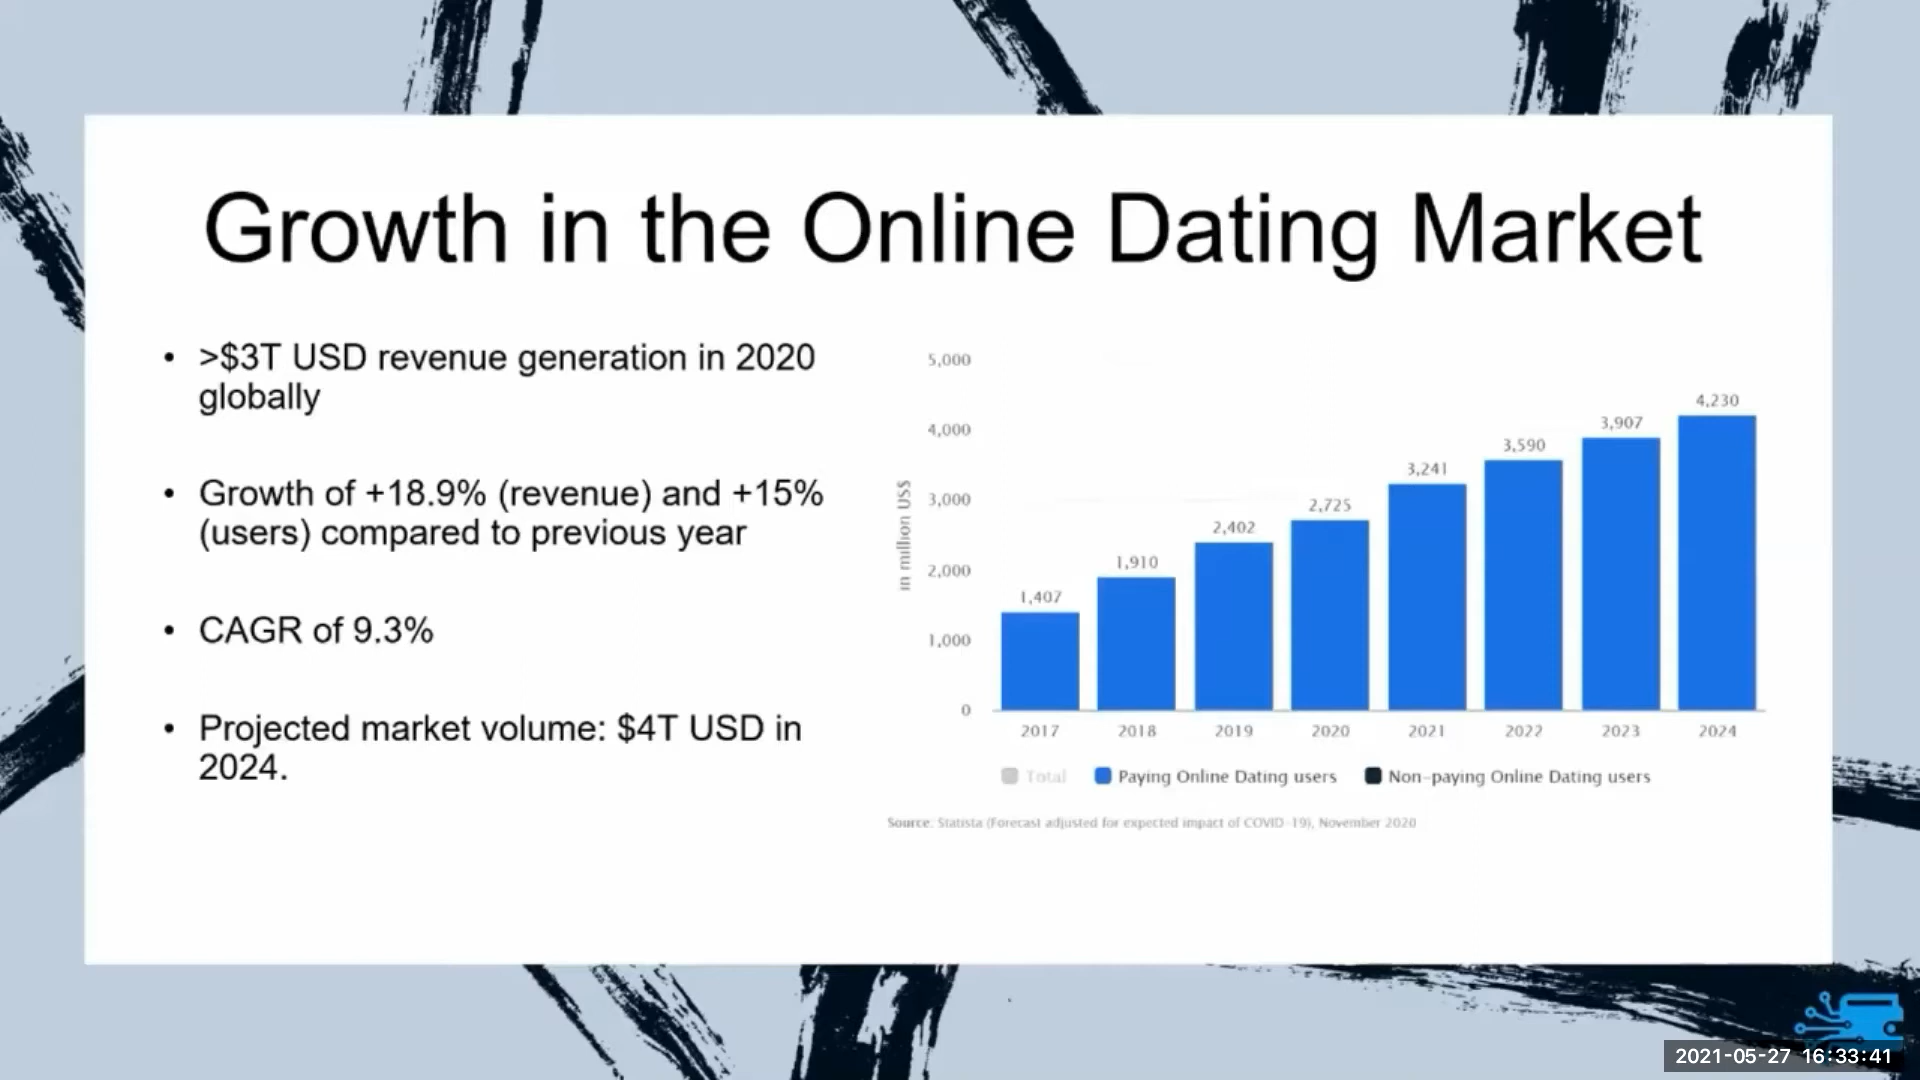 Growth in the Online Dating Market
• >$3T USD revenue generation in 2020
globally
• Growth of +18.9% (revenue) and +15%
(users) compared to previous year
• CAGR of 9.3%
• Projected market volume: $4T USD in
2024.
in million US$
5,000
4,000
3,000
2,000
1,000
0
1,407
1,910
2,402
2,725
3,241
3,590
3,907
4,230
2017 2018 2019 2020 2021 2022 2023 2024
Total Paying Online Dating users Non-paying Online Dating users
Source: Statista (Forecast adjusted for expected impact of COVID-19), November 2020
2021-05-27 16:33:41